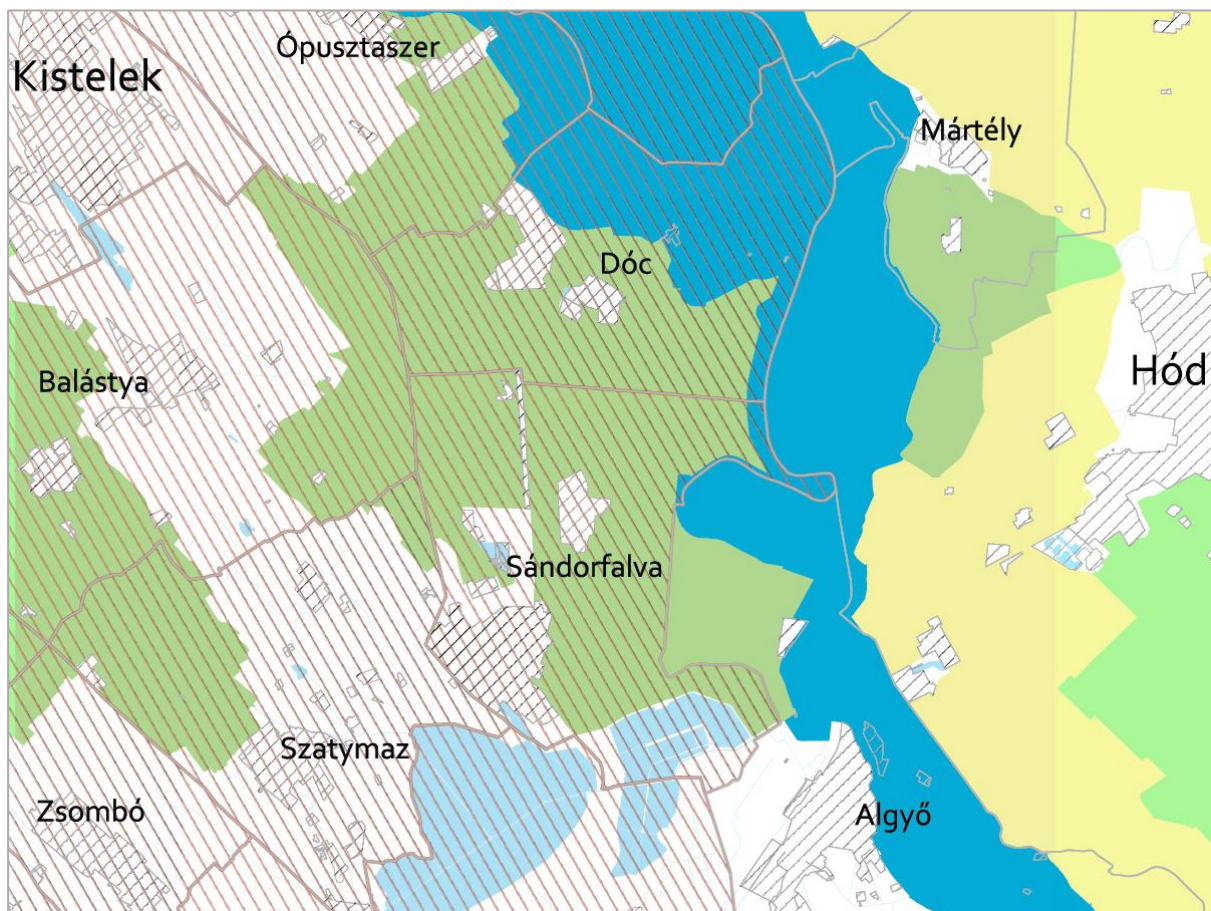 Ópusztaszer
Kistelek
Mártély
Dóc
Balástya
Hód
Sándorfalva
Szatymaz
Zsombó
Algyő